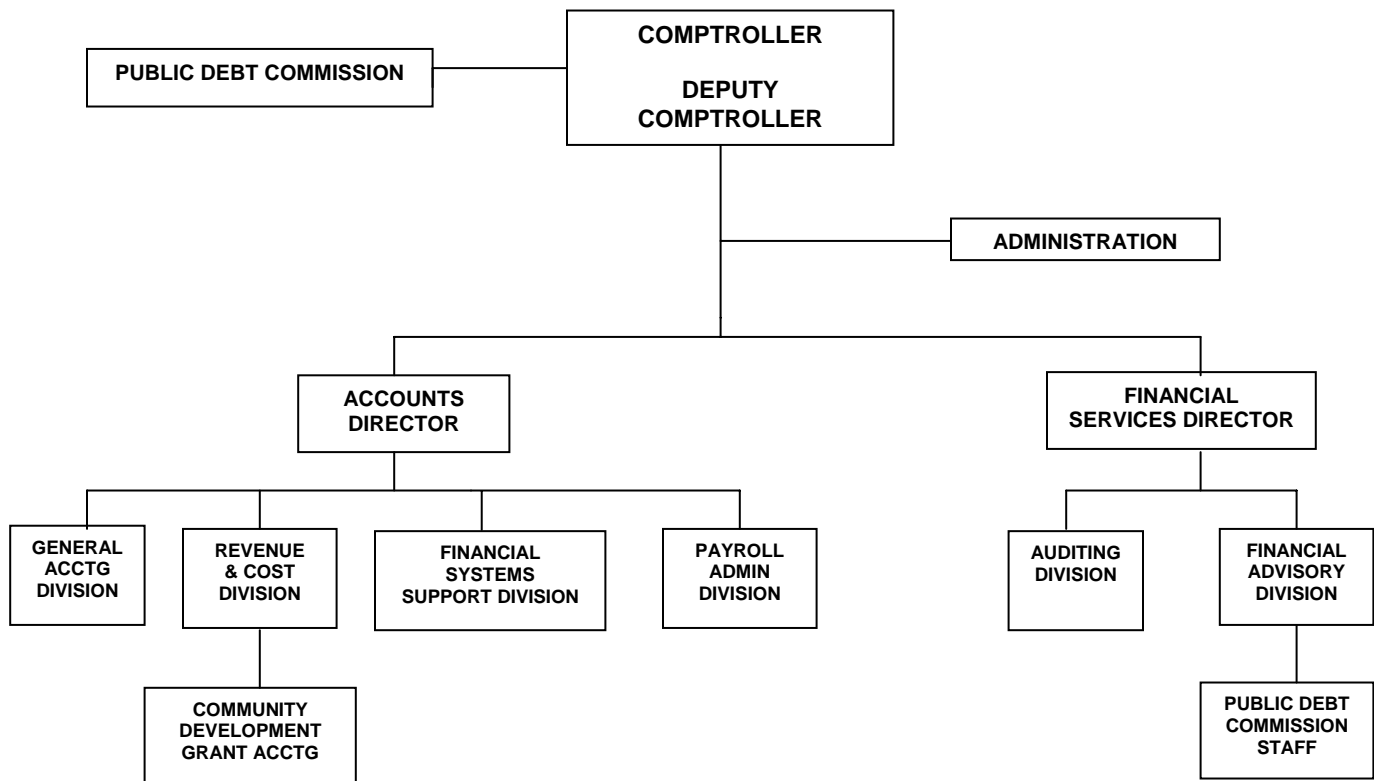 COMPTROLLER
DEPUTY
COMPTROLLER
PUBLIC DEBT COMMISSION
ADMINISTRATION
ACCOUNTS
DIRECTOR
FINANCIAL
SERVICES DIRECTOR
GENERAL
ACCTG
DIVISION
REVENUE
& COST
DIVISION
FINANCIAL
SYSTEMS
SUPPORT DIVISION
PAYROLL
ADMIN
DIVISION
AUDITING
DIVISION
FINANCIAL
ADVISORY
DIVISION
COMMUNITY
DEVELOPMENT
GRANT ACCTG
PUBLIC DEBT
COMMISSION
STAFF